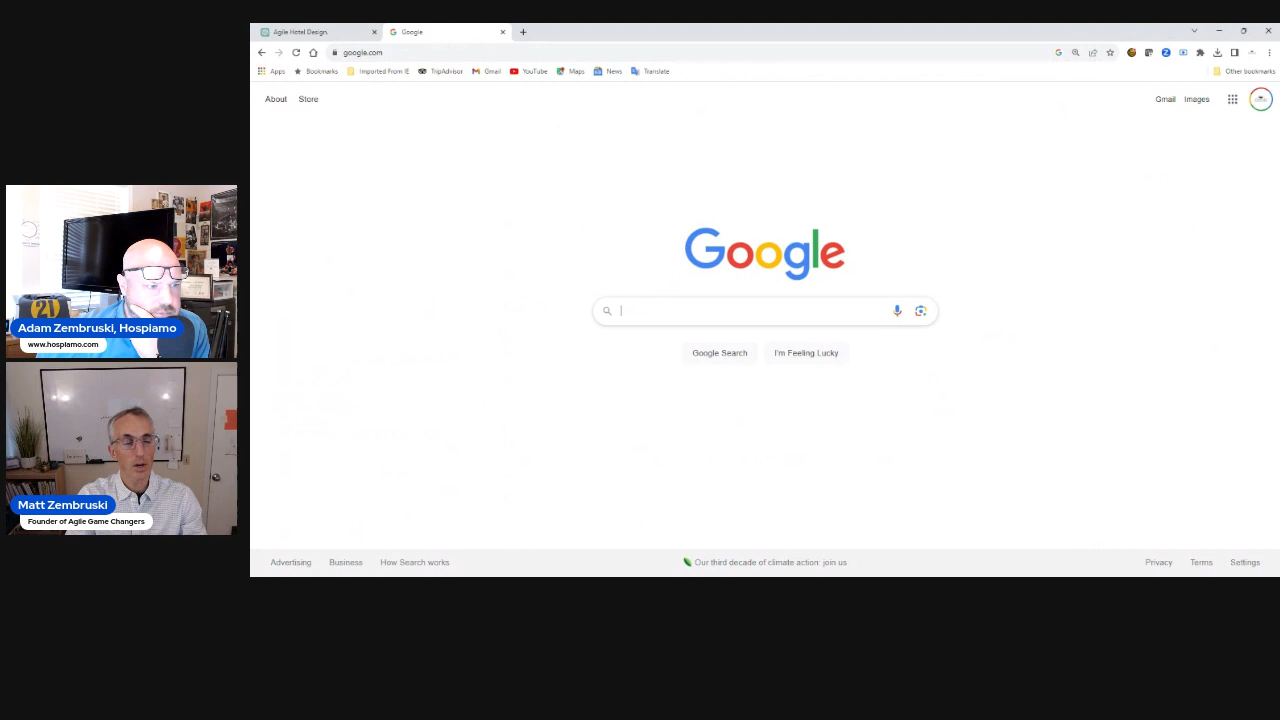 Agile Hotel Design.
Google
google.com
Apps
Bookmarks
Imported From IE
TripAdvisor
Gmail
YouTube
Maps
News
Translate
Other bookmarks
About
Store
Gmail
Images
Google
Google Search
I'm Feeling Lucky
Advertising
Business
How Search works
Our third decade of climate action: join us
Privacy
Terms
Settings
21
Adam Zembruski, Hospiamo
www.hospiamo.com
Matt Zembruski
Founder of Agile Game Changers